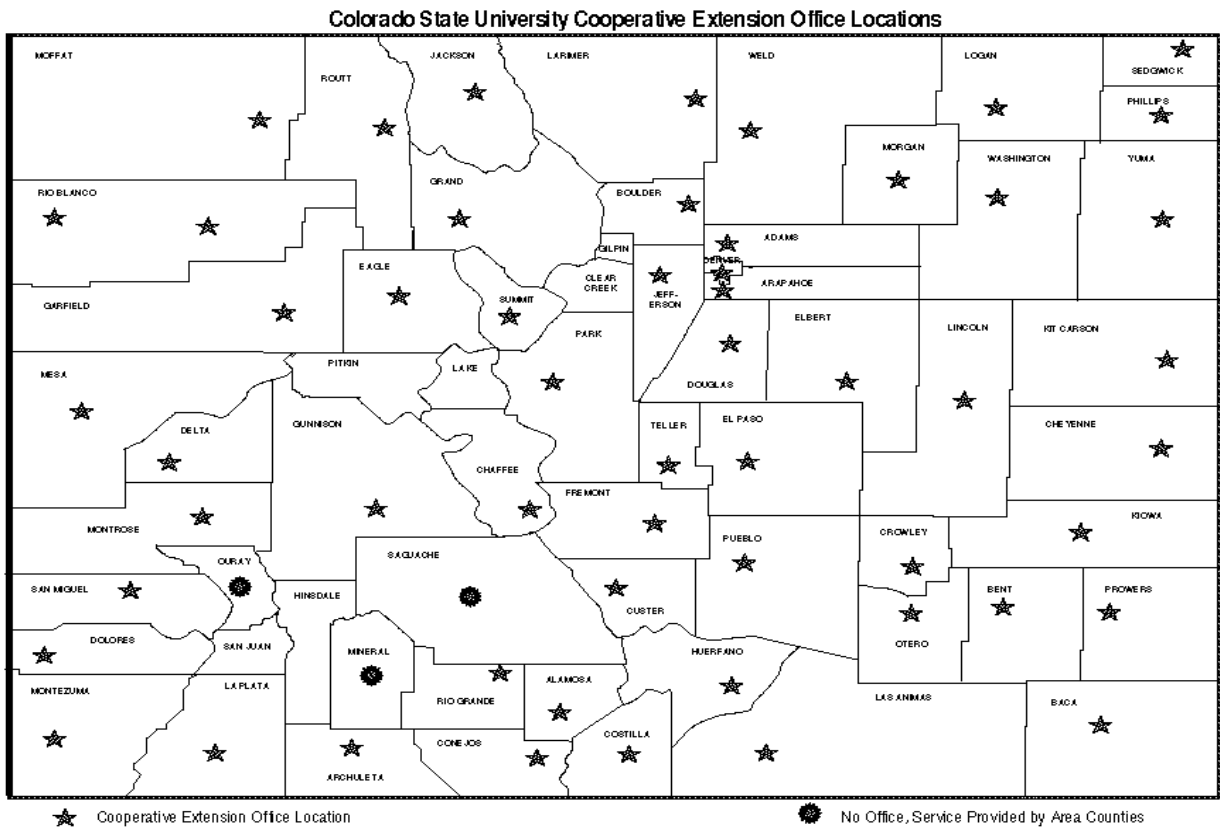 Colorado State University Cooperative Extension Office Locations
MOFFAT
ROUTT
JACKSON
LARIMER
WELD
LOGAN
SEDGWICK
PHILLIPS
RIO BLANCO
GRAND
BOULDER
MORGAN
WASHINGTON
YUMA
GILPIN
ADAMS
DENVER
GARFIELD
EAGLE
SUMMIT
CLEAR
CREEK
JEFF-
ERSON
ARAPAHOE
PARK
ELBERT
LINCOLN
KIT CARSON
MESA
PITKIN
LAKE
DOUGLAS
DELTA
GUNNISON
CHAFFEE
TELLER
EL PASO
CHEYENNE
MONTROSE
FREMONT
PUEBLO
CROWLEY
KIOWA
OURAY
SAGUACHE
SAN MIGUEL
HINSDALE
CUSTER
BENT
PROWERS
DOLORES
SAN JUAN
MINERAL
HUERFANO
OTERO
MONTEZUMA
LA PLATA
RIO GRANDE
ALAMOSA
LAS ANIMAS
BACA
ARCHULETA
CONEJOS
COSTILLA
Cooperative Extension Office Location
No Office, Service Provided by Area Counties